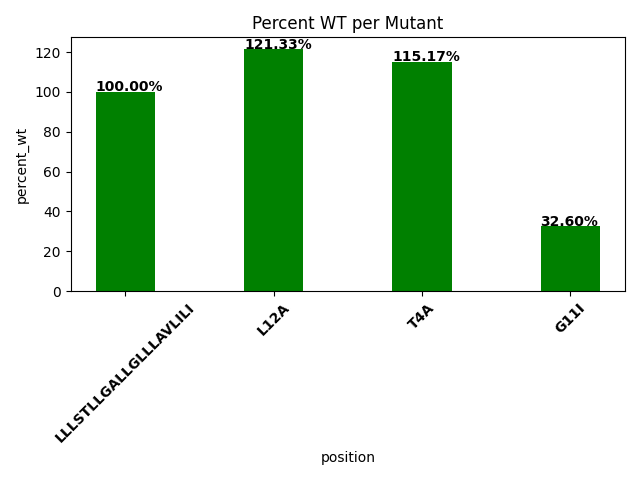 Percent WT per Mutant
percent_wt
120
100
80
60
40
20
0
100.00%
121.33%
115.17%
32.60%
LLLSTLLGALLGLLLAVLILI
L12A
T4A
G11I
position